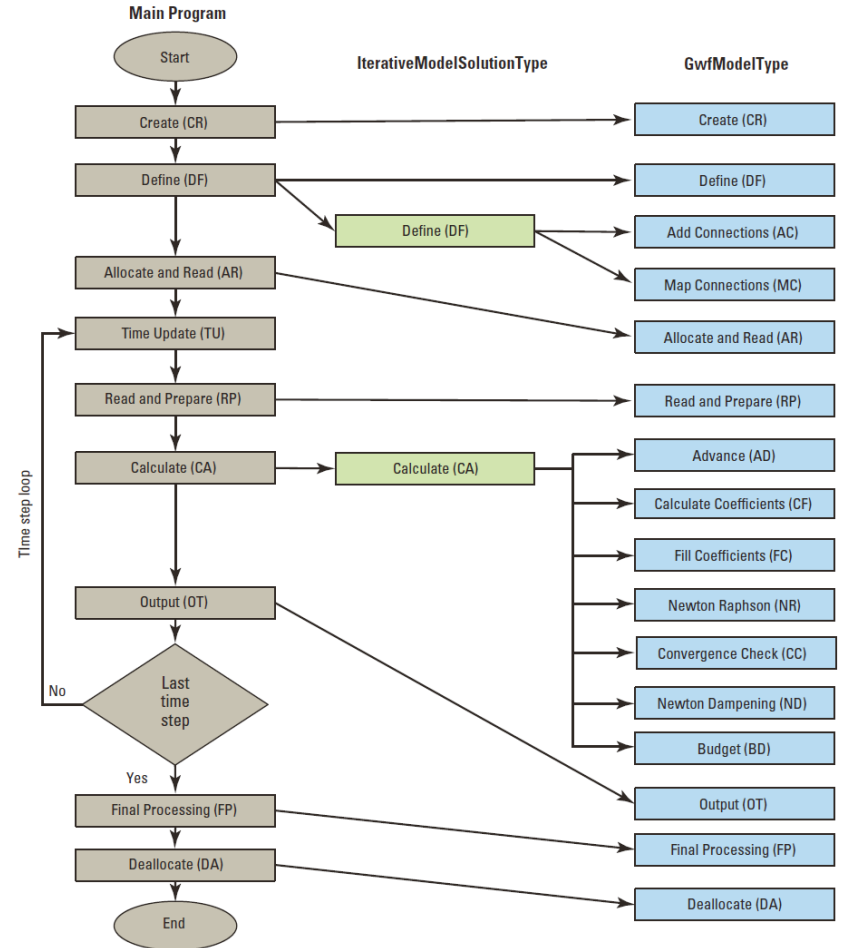 Main Program
IterativeModelSolutionType
GwfModelType
Start
Create (CR)
Create (CR)
Define (DF)
Define (DF)
Define (DF)
Add Connections (AC)
Map Connections (MC)
Allocate and Read (AR)
Allocate and Read (AR)
Time Update (TU)
Read and Prepare (RP)
Read and Prepare (RP)
Calculate (CA)
Calculate (CA)
Advance (AD)
Calculate Coefficients (CF)
Fill Coefficients (FC)
Newton Raphson (NR)
Convergence Check (CC)
Newton Dampening (ND)
Budget (BD)
TIme step loop
Output (OT)
Output (OT)
Last
time
step
No
Yes
Final Processing (FP)
Final Processing (FP)
Deallocate (DA)
Deallocate (DA)
End